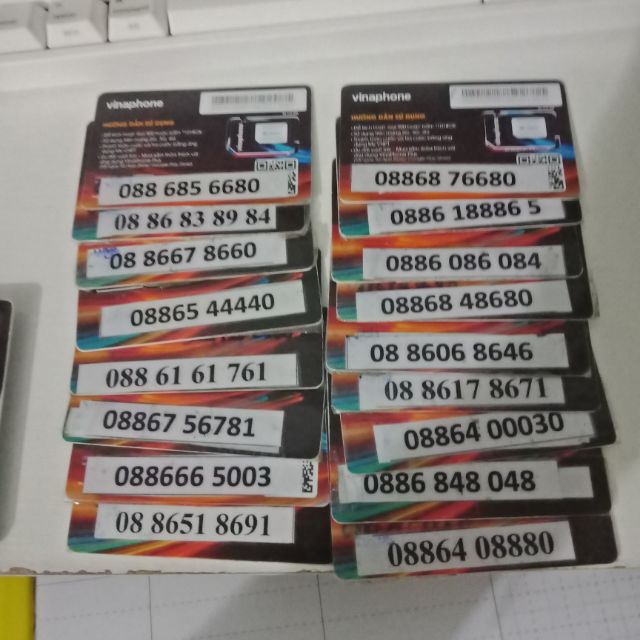 vinaphone
HƯỚNG DẪN SỬ DỤNG
088 685 6680
08 86 83 89 84
08 8667 8660
08865 44440
088 61 61 761
08867 56781
088666 5003
08 8651 8691
vinaphone
HƯỚNG DẪN SỬ DỤNG
08868 76680
0886 18886 5
0886 086 084
08868 48680
08 8606 8646
08 8617 8671
08864 00030
0886 848 048
08864 08880